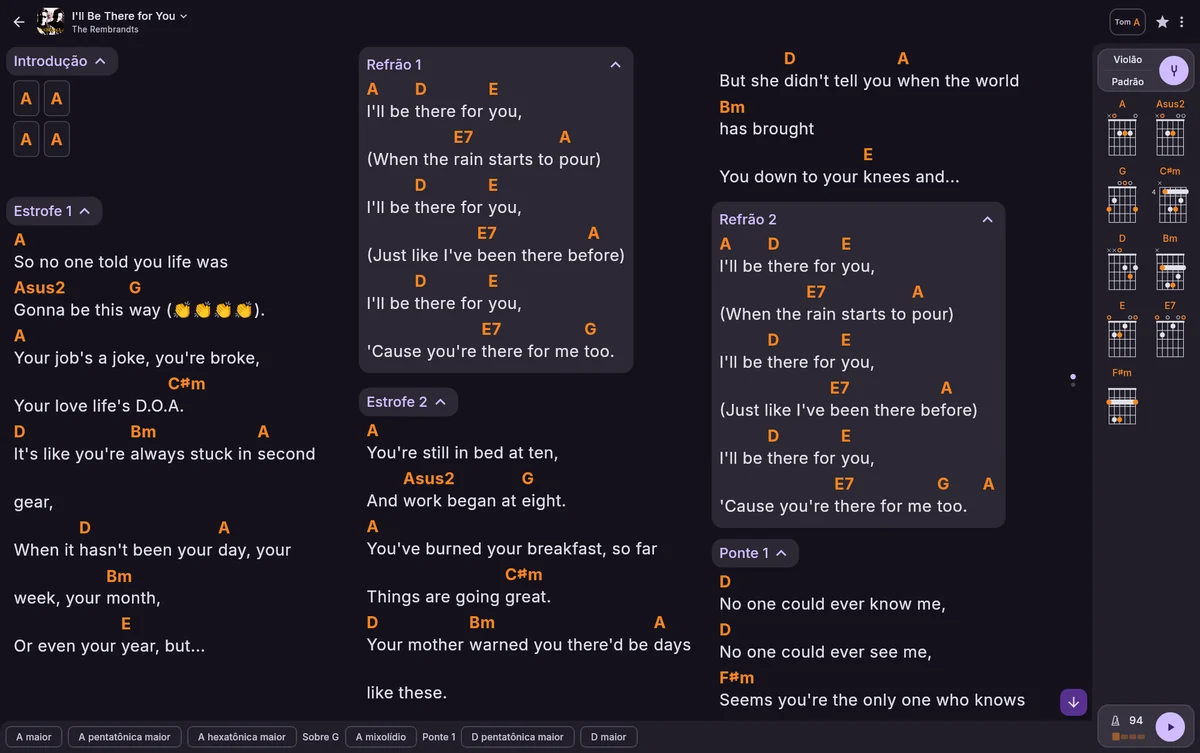 I'll Be There for You
The Rembrandts
Tom A
Introdução
A A
A A
Estrofe 1
A
So no one told you life was
Asus2 G
Gonna be this way (👏👏👏👏).
A
Your job's a joke, you're broke,
C#m
Your love life's D.O.A.
D Bm A
It's like you're always stuck in second
gear,
D A
When it hasn't been your day, your
Bm
week, your month,
E
Or even your year, but...
Refrão 1
A D E
I'll be there for you,
E7 A
(When the rain starts to pour)
D E
I'll be there for you,
E7 A
(Just like I've been there before)
D E
I'll be there for you,
E7 G
'Cause you're there for me too.
Estrofe 2
A
You're still in bed at ten,
Asus2 G
And work began at eight.
A
You've burned your breakfast, so far
C#m
Things are going great.
D Bm A
Your mother warned you there'd be days
like these.
D A
But she didn't tell you when the world
Bm
has brought
E
You down to your knees and...
Refrão 2
A D E
I'll be there for you,
E7 A
(When the rain starts to pour)
D E
I'll be there for you,
E7 A
(Just like I've been there before)
D E
I'll be there for you,
E7 G A
'Cause you're there for me too.
Ponte 1
D
No one could ever know me,
D
No one could ever see me,
F#m
Seems you're the only one who knows
Violão
Padrão
A Asus2
G C#m
4
D Bm
E E7
F#m
94
A maior A pentatônica maior A hexatônica maior Sobre G A mixolídio Ponte 1 D pentatônica maior D maior